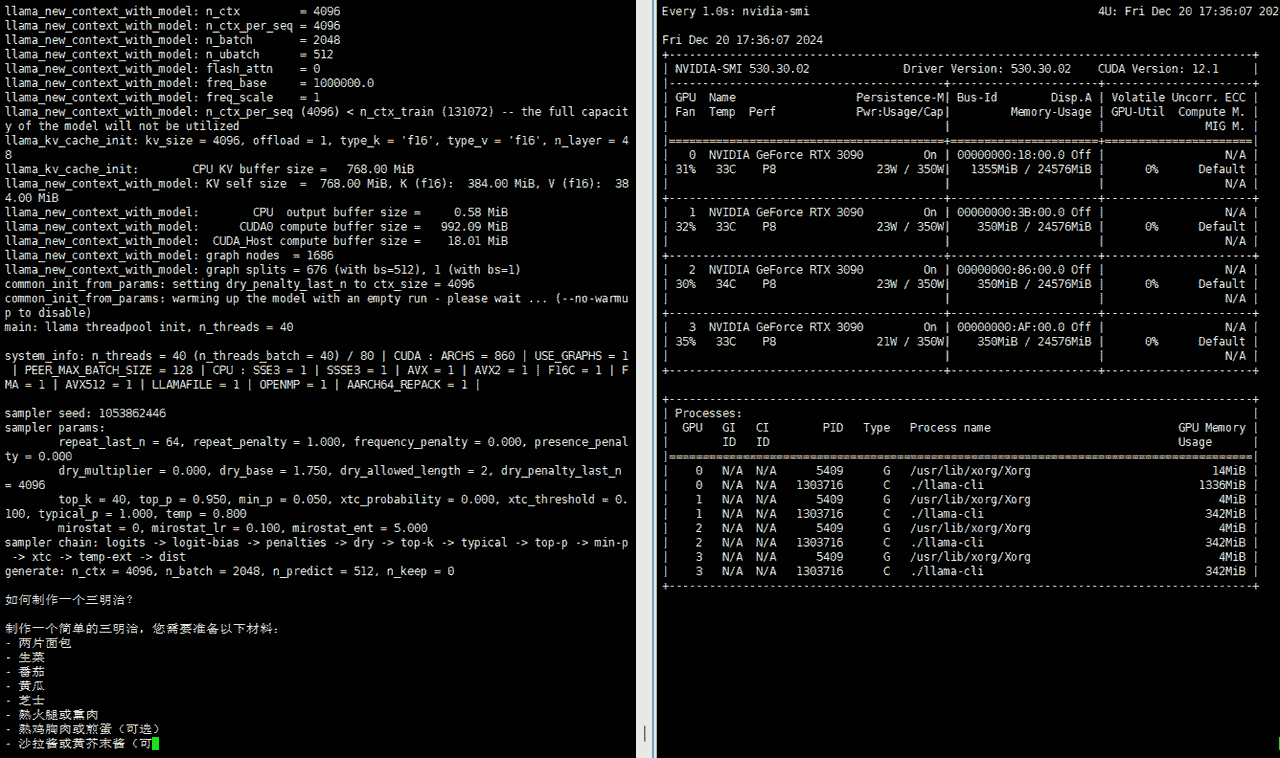 llama_new_context_with_model: n_ctx         = 4096
llama_new_context_with_model: n_ctx_per_seq = 4096
llama_new_context_with_model: n_batch       = 2048
llama_new_context_with_model: n_ubatch      = 512
llama_new_context_with_model: flash_attn    = 0
llama_new_context_with_model: freq_base     = 1000000.0
llama_new_context_with_model: freq_scale    = 1
llama_new_context_with_model: n_ctx_per_seq (4096) < n_ctx_train (131072) -- the full capacit
y of the model will not be utilized
llama_kv_cache_init: kv_size = 4096, offload = 1, type_k = 'f16', type_v = 'f16', n_layer = 4
8
llama_kv_cache_init:        CPU KV buffer size =   768.00 MiB
llama_new_context_with_model: KV self size  =  768.00 MiB, K (f16):  384.00 MiB, V (f16):  38
4.00 MiB
llama_new_context_with_model:        CPU  output buffer size =     0.58 MiB
llama_new_context_with_model:      CUDA0 compute buffer size =   992.09 MiB
llama_new_context_with_model:  CUDA_Host compute buffer size =    18.01 MiB
llama_new_context_with_model: graph nodes  = 1686
llama_new_context_with_model: graph splits = 676 (with bs=512), 1 (with bs=1)
common_init_from_params: setting dry_penalty_last_n to ctx_size = 4096
common_init_from_params: warming up the model with an empty run - please wait ... (--no-warmu
p to disable)
main: llama threadpool init, n_threads = 40
system_info: n_threads = 40 (n_threads_batch = 40) / 80 | CUDA : ARCHS = 860 | USE_GRAPHS = 1
 | PEER_MAX_BATCH_SIZE = 128 | CPU : SSE3 = 1 | SSSE3 = 1 | AVX = 1 | AVX2 = 1 | F16C = 1 | F
MA = 1 | AVX512 = 1 | LLAMAFILE = 1 | OPENMP = 1 | AARCH64_REPACK = 1 |
sampler seed: 1053862446
sampler params:
        repeat_last_n = 64, repeat_penalty = 1.000, frequency_penalty = 0.000, presence_penal
ty = 0.000
        dry_multiplier = 0.000, dry_base = 1.750, dry_allowed_length = 2, dry_penalty_last_n
= 4096
        top_k = 40, top_p = 0.950, min_p = 0.050, xtc_probability = 0.000, xtc_threshold = 0.
100, typical_p = 1.000, temp = 0.800
        mirostat = 0, mirostat_lr = 0.100, mirostat_ent = 5.000
sampler chain: logits -> logit-bias -> penalties -> dry -> top-k -> typical -> top-p -> min-p
 -> xtc -> temp-ext -> dist
generate: n_ctx = 4096, n_batch = 2048, n_predict = 512, n_keep = 0
如何制作一个三明治？
制作一个简单的三明治，您需要准备以下材料：
- 两片面包
- 生菜
- 番茄
- 黄瓜
- 芝士
- 熟火腿或熏肉
- 熟鸡胸肉或煎蛋（可选）
- 沙拉酱或黄芥末酱（可
Every 1.0s: nvidia-smi                                           4U: Fri Dec 20 17:36:07 202
Fri Dec 20 17:36:07 2024
+---------------------------------------------------------------------------------------+
| NVIDIA-SMI 530.30.02              Driver Version: 530.30.02    CUDA Version: 12.1     |
| GPU  Name                  Persistence-M| Bus-Id        Disp.A | Volatile Uncorr. ECC |
| Fan  Temp  Perf            Pwr:Usage/Cap|         Memory-Usage | GPU-Util  Compute M. |
|                                         |                      |               MIG M. |
| 0  NVIDIA GeForce RTX 3090         On | 00000000:18:00.0 Off |                  N/A |
| 31%   33C    P8               23W / 350W|   1355MiB / 24576MiB |      0%      Default |
|                                         |                      |                  N/A |
| 1  NVIDIA GeForce RTX 3090         On | 00000000:3B:00.0 Off |                  N/A |
| 32%   33C    P8               23W / 350W|    350MiB / 24576MiB |      0%      Default |
|                                         |                      |                  N/A |
| 2  NVIDIA GeForce RTX 3090         On | 00000000:86:00.0 Off |                  N/A |
| 30%   34C    P8               23W / 350W|    350MiB / 24576MiB |      0%      Default |
|                                         |                      |                  N/A |
| 3  NVIDIA GeForce RTX 3090         On | 00000000:AF:00.0 Off |                  N/A |
| 35%   33C    P8               21W / 350W|    350MiB / 24576MiB |      0%      Default |
|                                         |                      |                  N/A |
| Processes:                                                                            |
|  GPU   GI   CI        PID   Type   Process name                            GPU Memory |
|        ID   ID                                                             Usage      |
|    0   N/A  N/A      5409      G   /usr/lib/xorg/Xorg                           14MiB |
|    0   N/A  N/A   1303716      C   ./llama-cli                                1336MiB |
|    1   N/A  N/A      5409      G   /usr/lib/xorg/Xorg                            4MiB |
|    1   N/A  N/A   1303716      C   ./llama-cli                                 342MiB |
|    2   N/A  N/A      5409      G   /usr/lib/xorg/Xorg                            4MiB |
|    2   N/A  N/A   1303716      C   ./llama-cli                                 342MiB |
|    3   N/A  N/A      5409      G   /usr/lib/xorg/Xorg                            4MiB |
|    3   N/A  N/A   1303716      C   ./llama-cli                                 342MiB |